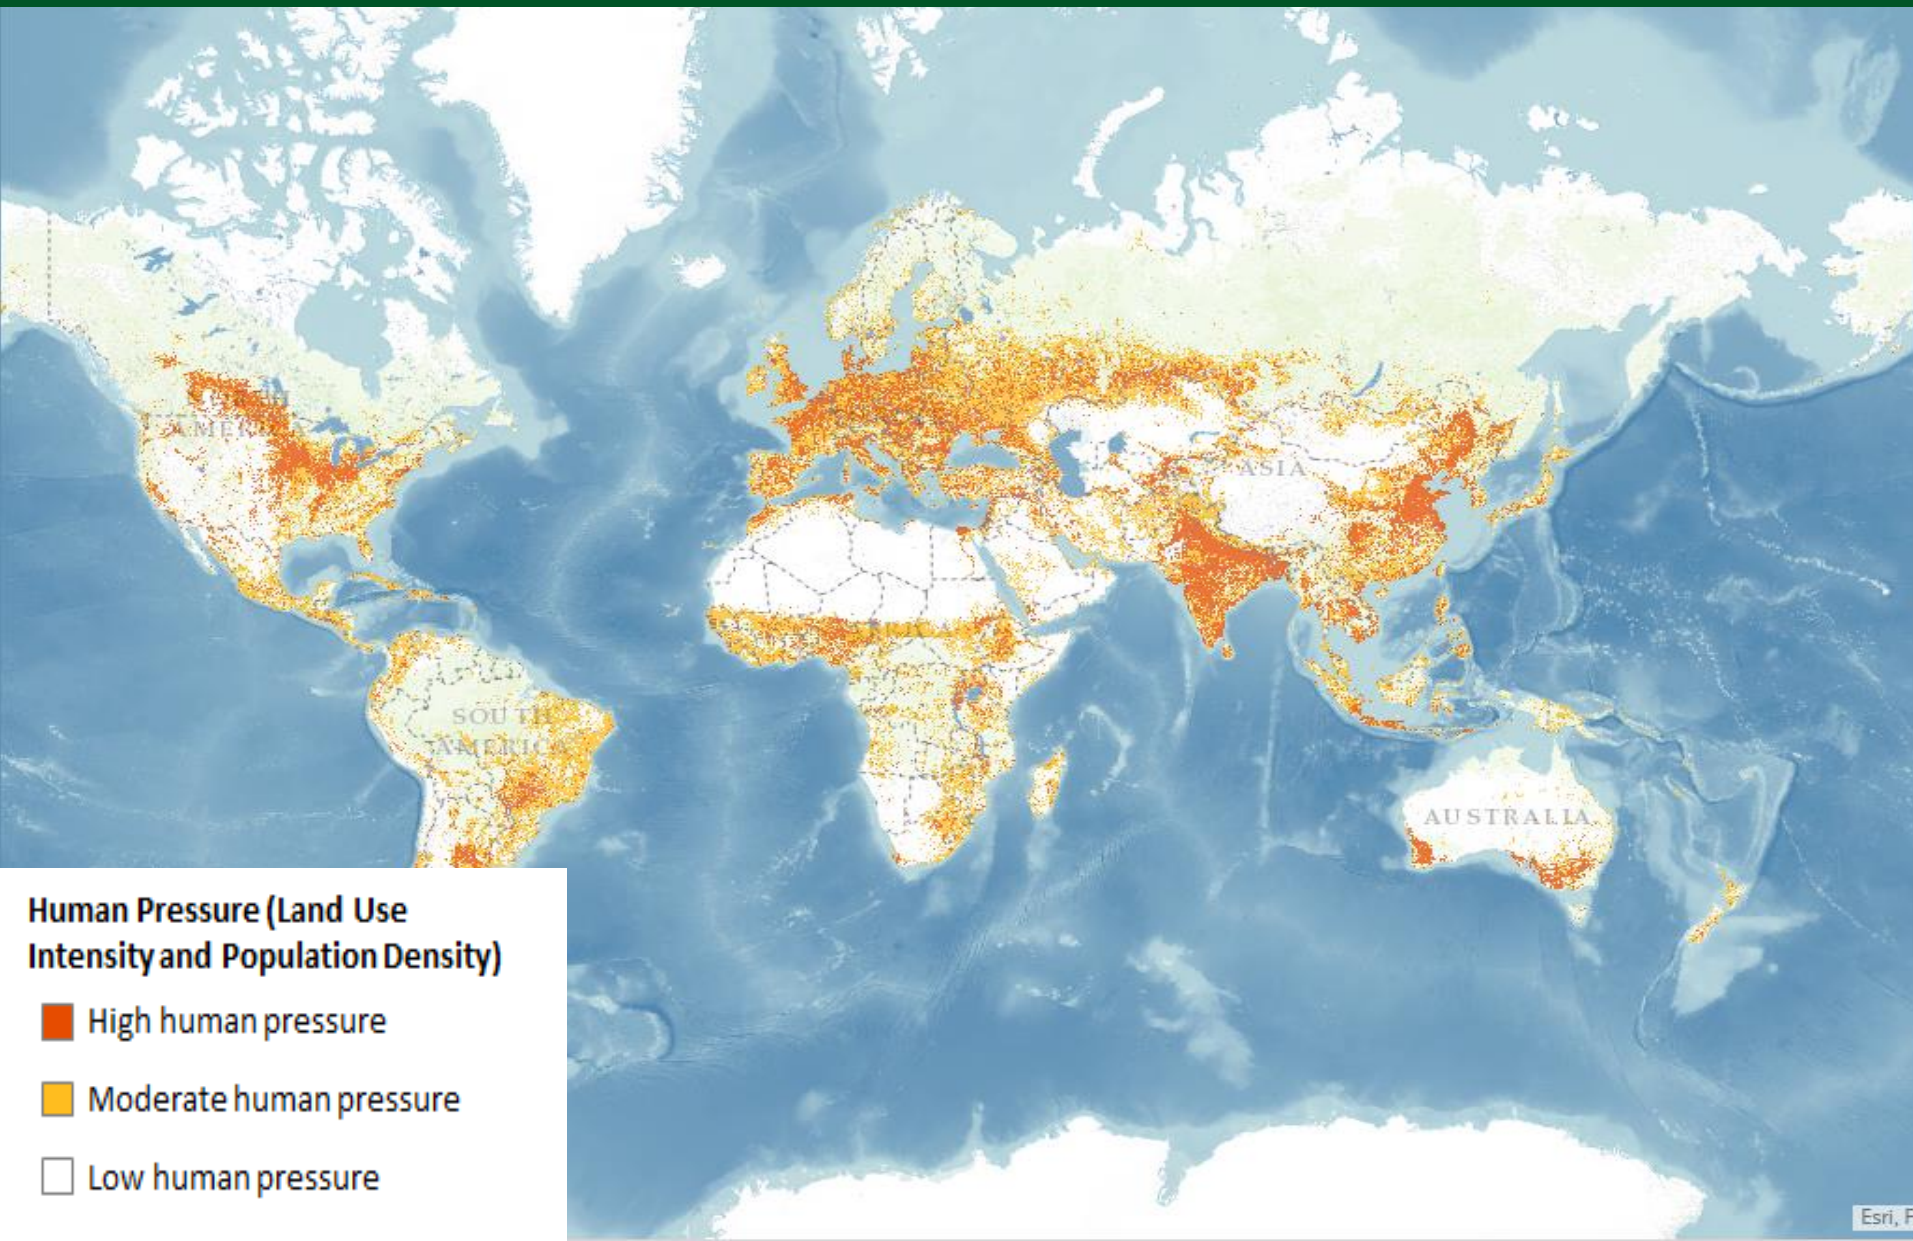 AMERICA
ASIA
SOUTH
AMERICA
AUSTRALIA
Human Pressure (Land Use
Intensity and Population Density)
High human pressure
Moderate human pressure
Low human pressure
Esri,